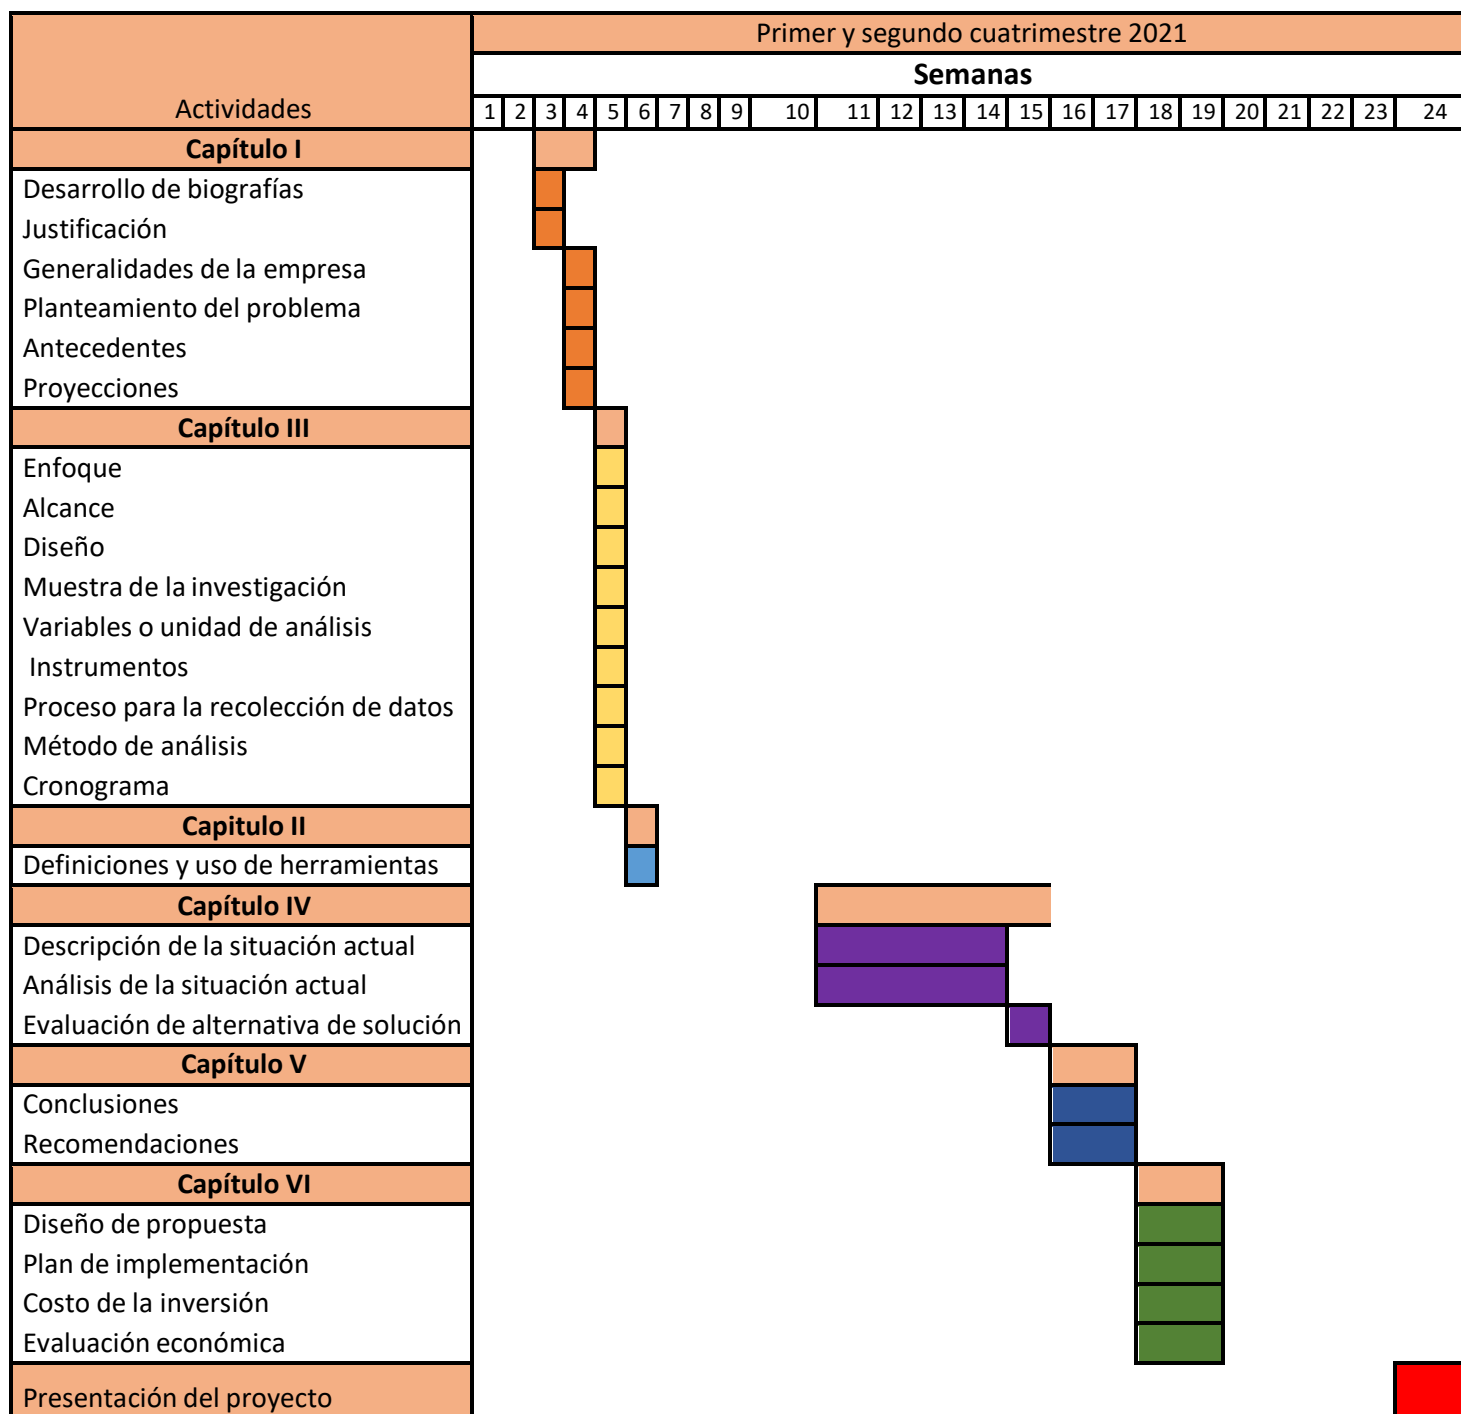 Primer y segundo cuatrimestre 2021
Semanas
Actividades 1 2 3 4 5 6 7 8 9 10 11 12 13 14 15 16 17 18 19 20 21 22 23 24
Capítulo I
Desarrollo de biografías
Justificación
Generalidades de la empresa
Planteamiento del problema
Antecedentes
Proyecciones
Capítulo III
Enfoque
Alcance
Diseño
Muestra de la investigación
Variables o unidad de análisis
Instrumentos
Proceso para la recolección de datos
Método de análisis
Cronograma
Capitulo II
Definiciones y uso de herramientas
Capítulo IV
Descripción de la situación actual
Análisis de la situación actual
Evaluación de alternativa de solución
Capítulo V
Conclusiones
Recomendaciones
Capítulo VI
Diseño de propuesta
Plan de implementación
Costo de la inversión
Evaluación económica
Presentación del proyecto